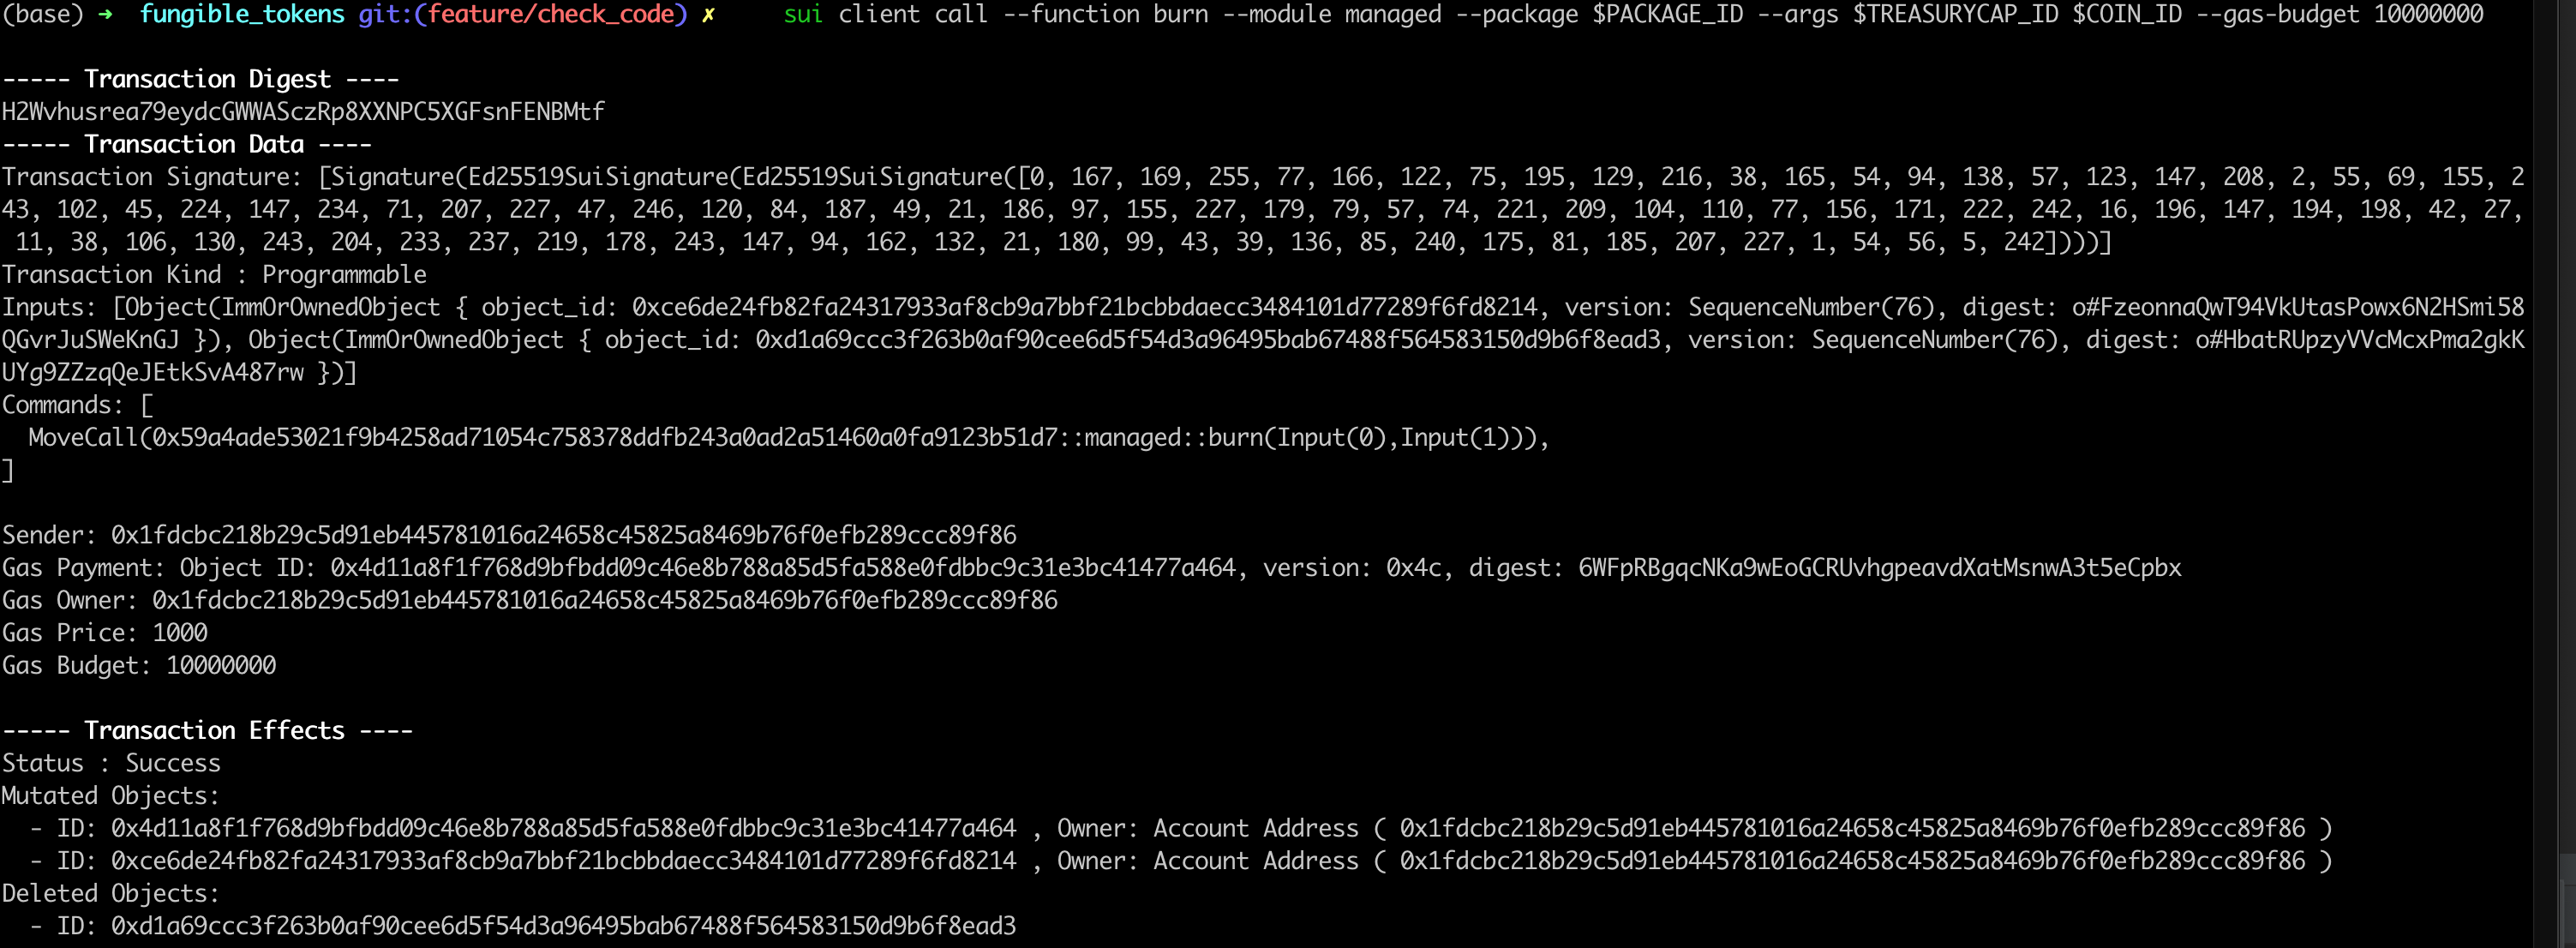 (base) ➜  fungible_tokens git:(feature/check_code) ✗     sui client call --function burn --module managed --package $PACKAGE_ID --args $TREASURYCAP_ID $COIN_ID --gas-budget 10000000
----- Transaction Digest ----
H2Wvhusrea79eydcGWWASczRp8XXNPC5XGFsnFENBMtf
----- Transaction Data ----
Transaction Signature: [Signature(Ed25519SuiSignature(Ed25519SuiSignature([0, 167, 169, 255, 77, 166, 122, 75, 195, 129, 216, 38, 165, 54, 94, 138, 57, 123, 147, 208, 2, 55, 69, 155, 2
43, 102, 45, 224, 147, 234, 71, 207, 227, 47, 246, 120, 84, 187, 49, 21, 186, 97, 155, 227, 179, 79, 57, 74, 221, 209, 104, 110, 77, 156, 171, 222, 242, 16, 196, 147, 194, 198, 42, 27,
 11, 38, 106, 130, 243, 204, 233, 237, 219, 178, 243, 147, 94, 162, 132, 21, 180, 99, 43, 39, 136, 85, 240, 175, 81, 185, 207, 227, 1, 54, 56, 5, 242])))]
Transaction Kind : Programmable
Inputs: [Object(ImmOrOwnedObject { object_id: 0xce6de24fb82fa24317933af8cb9a7bbf21bcbbdaecc3484101d77289f6fd8214, version: SequenceNumber(76), digest: o#FzeonnaQwT94VkUtasPowx6N2HSmi58
QGvrJuSWeKnGJ }), Object(ImmOrOwnedObject { object_id: 0xd1a69ccc3f263b0af90cee6d5f54d3a96495bab67488f564583150d9b6f8ead3, version: SequenceNumber(76), digest: o#HbatRUpzyVVcMcxPma2gkK
UYg9ZZzqQeJEtkSvA487rw })]
Commands: [
  MoveCall(0x59a4ade53021f9b4258ad71054c758378ddfb243a0ad2a51460a0fa9123b51d7::managed::burn(Input(0),Input(1))),
]
Sender: 0x1fdcbc218b29c5d91eb445781016a24658c45825a8469b76f0efb289ccc89f86
Gas Payment: Object ID: 0x4d11a8f1f768d9bfbdd09c46e8b788a85d5fa588e0fdbbc9c31e3bc41477a464, version: 0x4c, digest: 6WFpRBgqcNKa9wEoGCRUvhgpeavdXatMsnwA3t5eCpbx
Gas Owner: 0x1fdcbc218b29c5d91eb445781016a24658c45825a8469b76f0efb289ccc89f86
Gas Price: 1000
Gas Budget: 10000000
----- Transaction Effects ----
Status : Success
Mutated Objects:
  - ID: 0x4d11a8f1f768d9bfbdd09c46e8b788a85d5fa588e0fdbbc9c31e3bc41477a464 , Owner: Account Address ( 0x1fdcbc218b29c5d91eb445781016a24658c45825a8469b76f0efb289ccc89f86 )
  - ID: 0xce6de24fb82fa24317933af8cb9a7bbf21bcbbdaecc3484101d77289f6fd8214 , Owner: Account Address ( 0x1fdcbc218b29c5d91eb445781016a24658c45825a8469b76f0efb289ccc89f86 )
Deleted Objects:
  - ID: 0xd1a69ccc3f263b0af90cee6d5f54d3a96495bab67488f564583150d9b6f8ead3